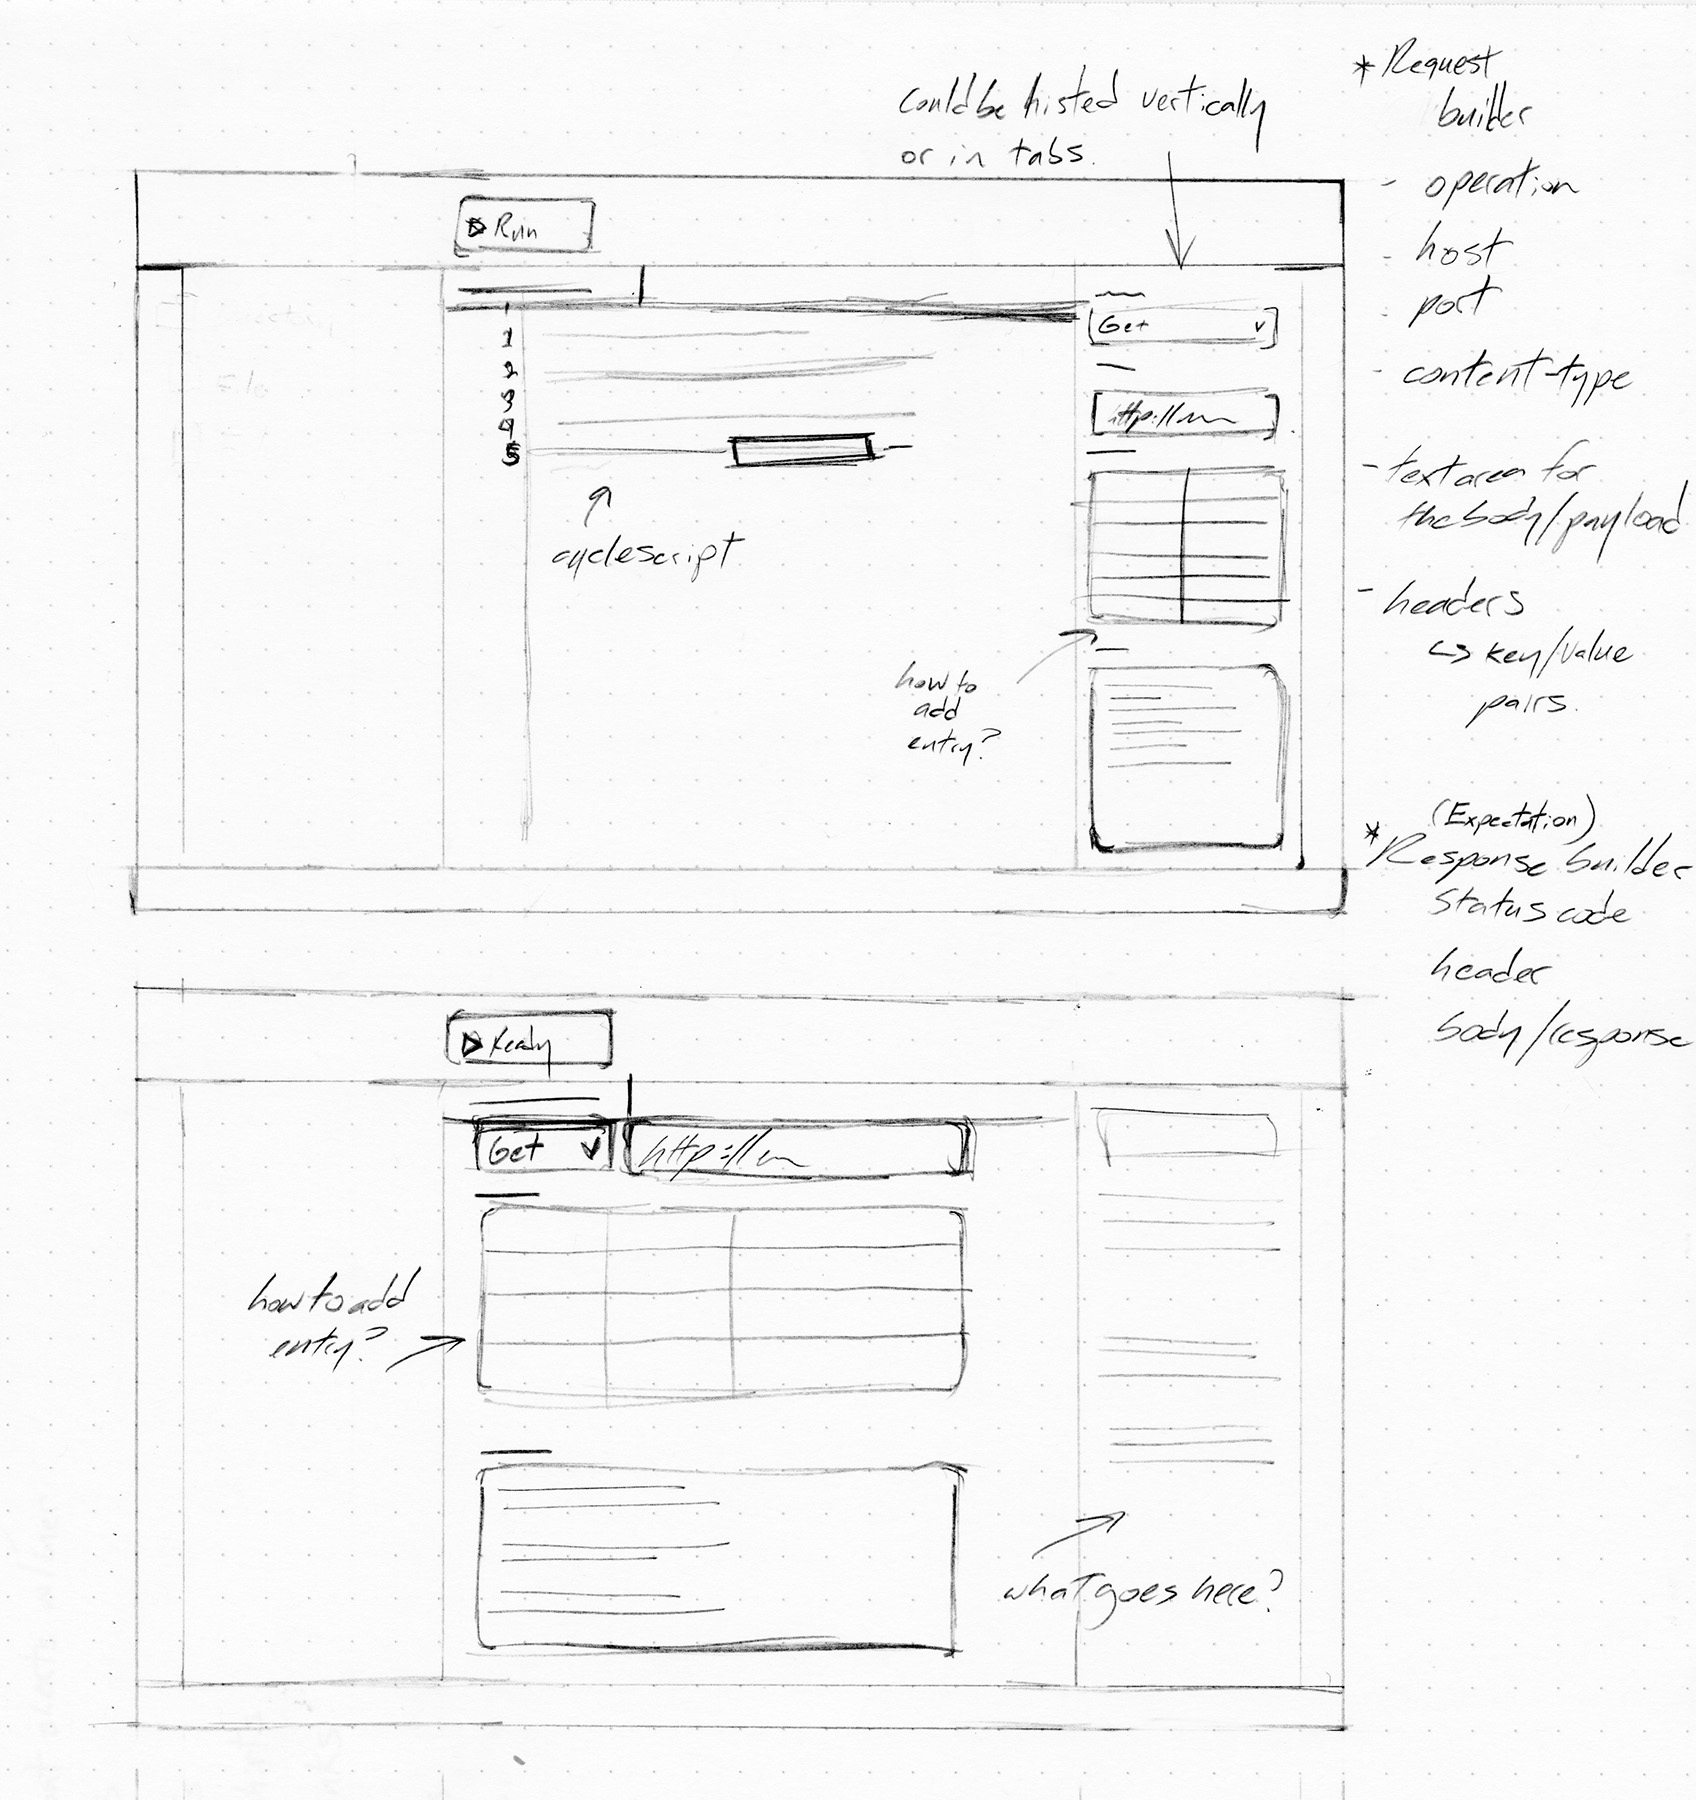 could be listed vertically
or in tabs.
▷ Run
1
2
3
4
5
Get
http://
cyclescript
how to
add
entry?
* Request
builder
- operation
- host
- port
- content-type
- textarea for
the body/payload
- headers
↳ key/value
pairs.
(Expectation)
* Response builder
Status code
header
body/response
▷ Ready
Get
http://
how to add
entry?
what goes here?